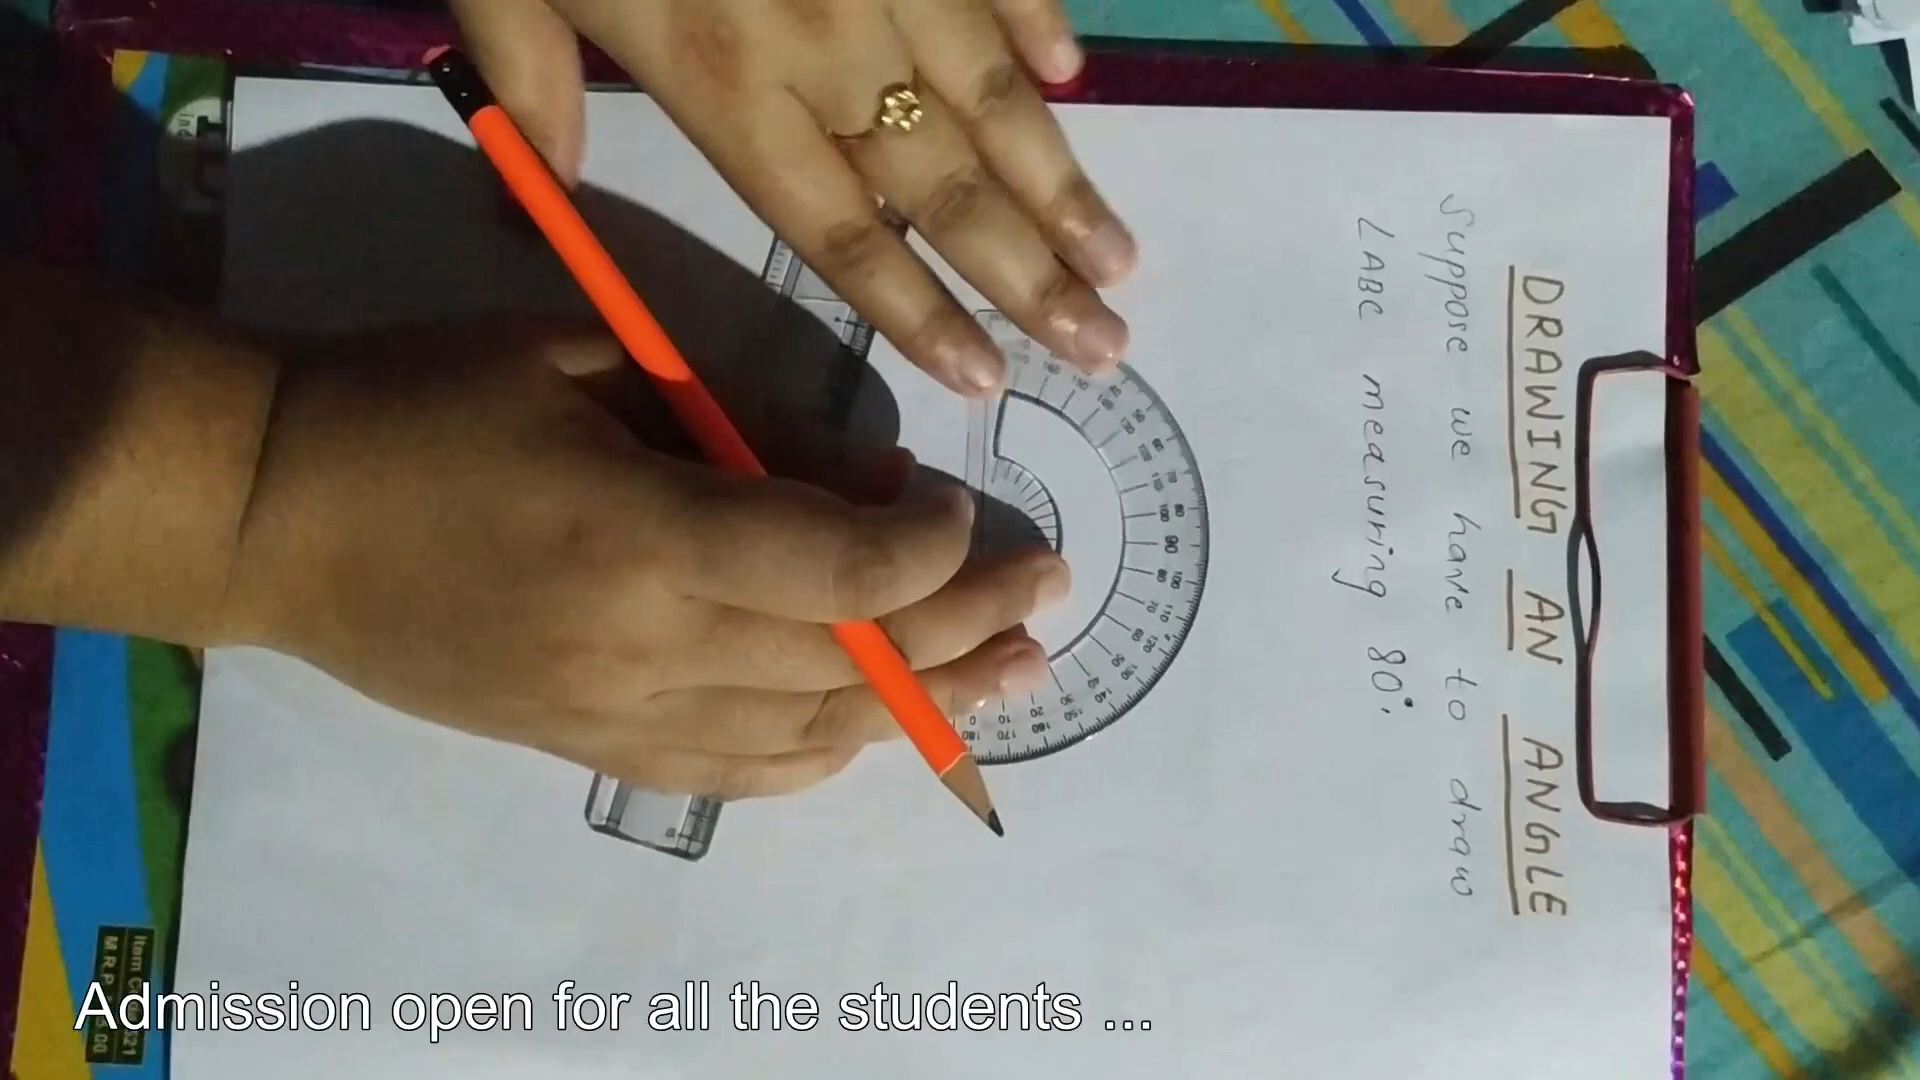 DRAWING AN ANGLE
Suppose we have to draw
∠ABC measuring 80°.
Admission open for all the students ...